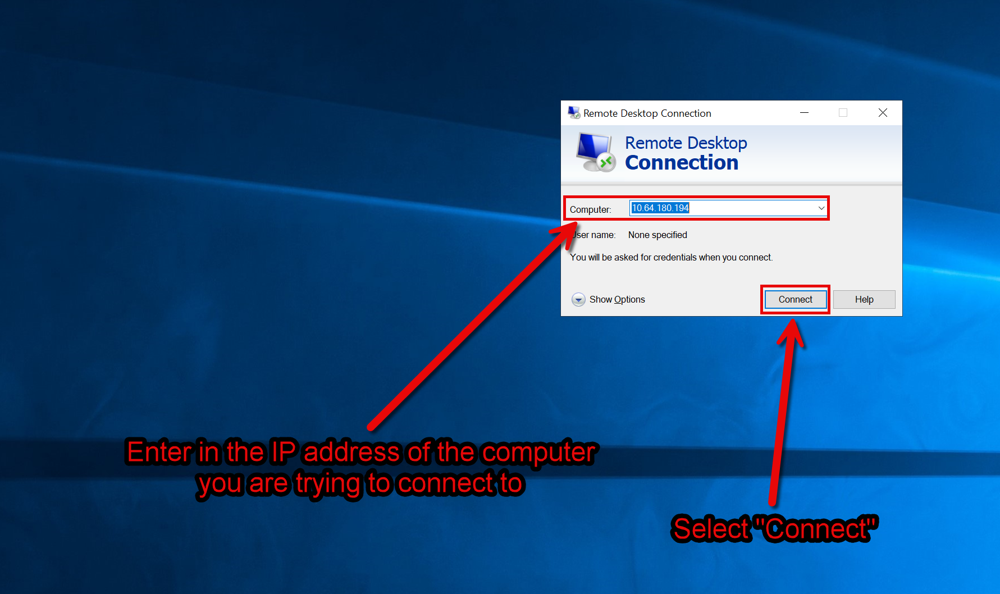 Remote Desktop Connection
Remote Desktop
Connection
Computer: 10.64.180.194
User name: None specified
You will be asked for credentials when you connect.
Show Options
Connect
Help
Enter in the IP address of the computer
you are trying to connect to
Select "Connect"